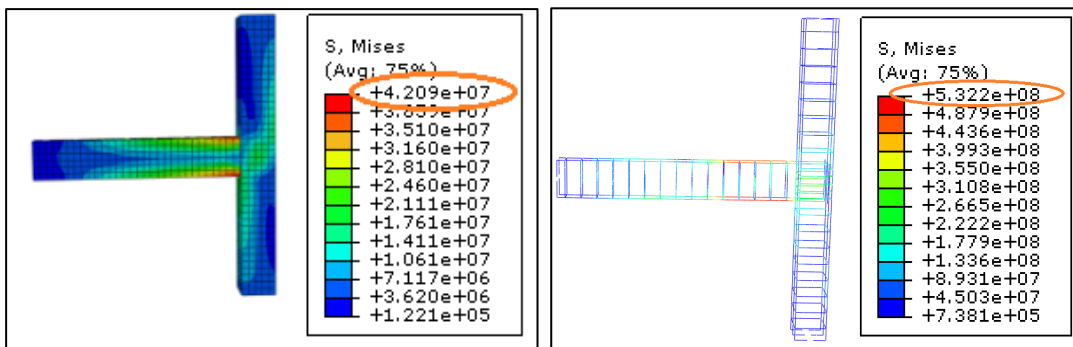 S, Mises
(Avg: 75%)
+4.209e+07
+3.859e+07
+3.510e+07
+3.160e+07
+2.810e+07
+2.460e+07
+2.111e+07
+1.761e+07
+1.411e+07
+1.061e+07
+7.117e+06
+3.620e+06
+1.221e+05
S, Mises
(Avg: 75%)
+5.322e+08
+4.879e+08
+4.436e+08
+3.993e+08
+3.550e+08
+3.108e+08
+2.665e+08
+2.222e+08
+1.779e+08
+1.336e+08
+8.931e+07
+4.503e+07
+7.381e+05